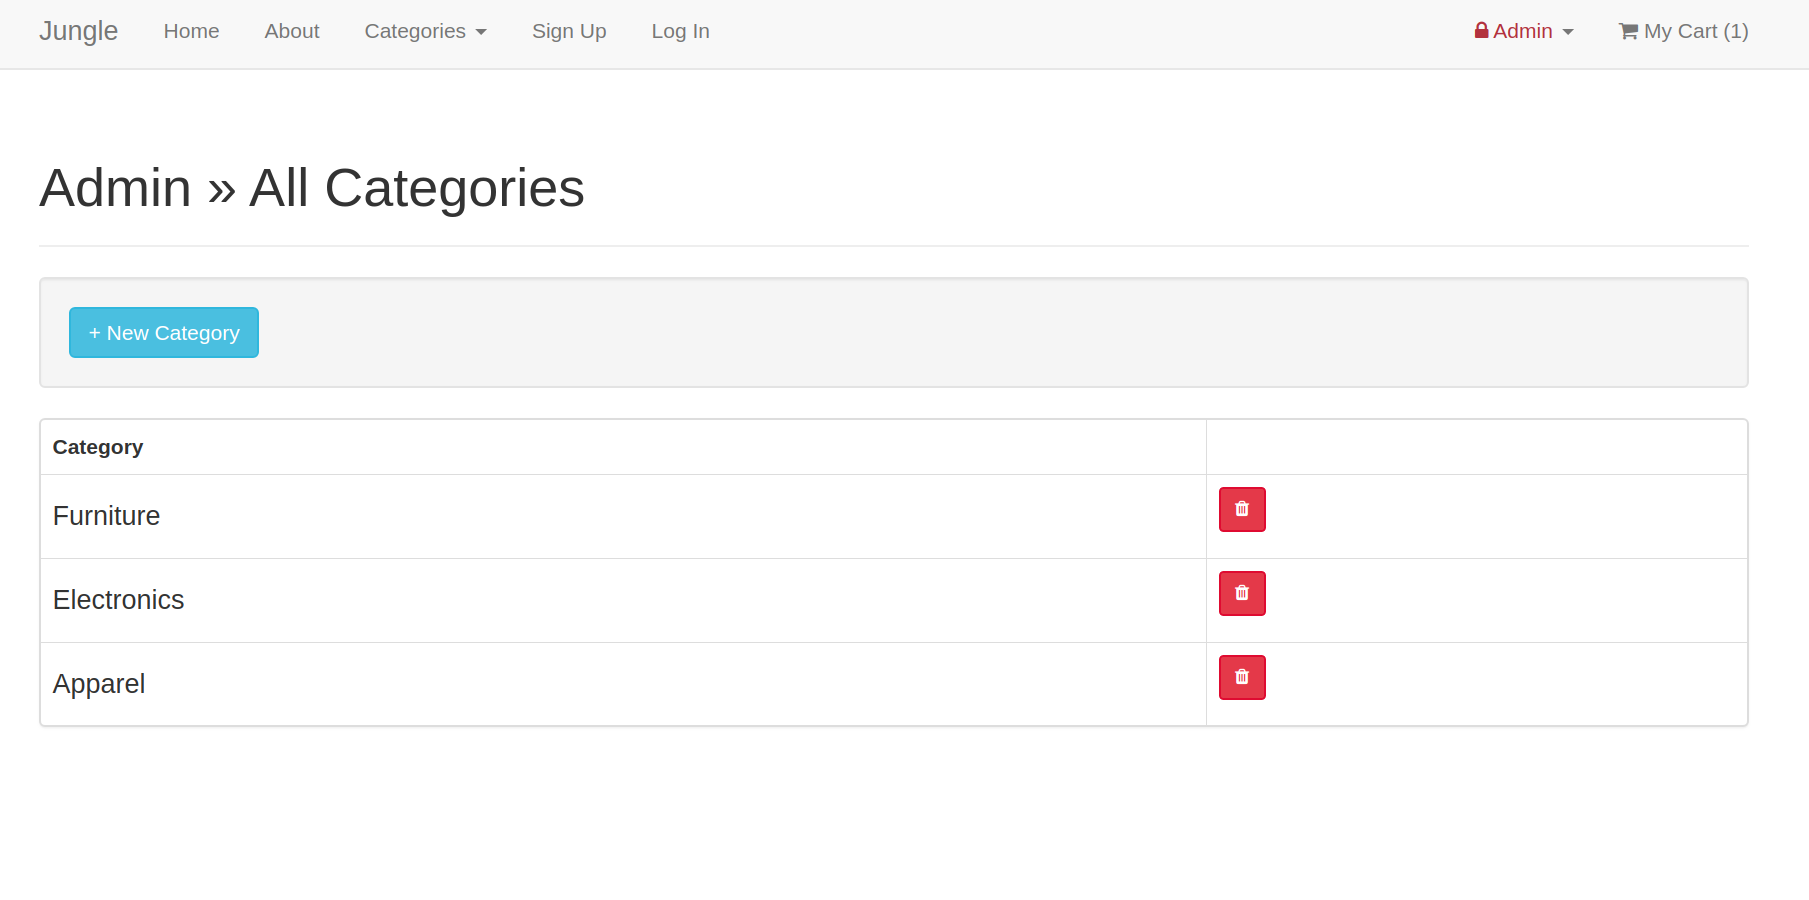 Jungle Home About Categories Sign Up Log In Admin My Cart (1)
Admin » All Categories
+ New Category
Category
Furniture
Electronics
Apparel